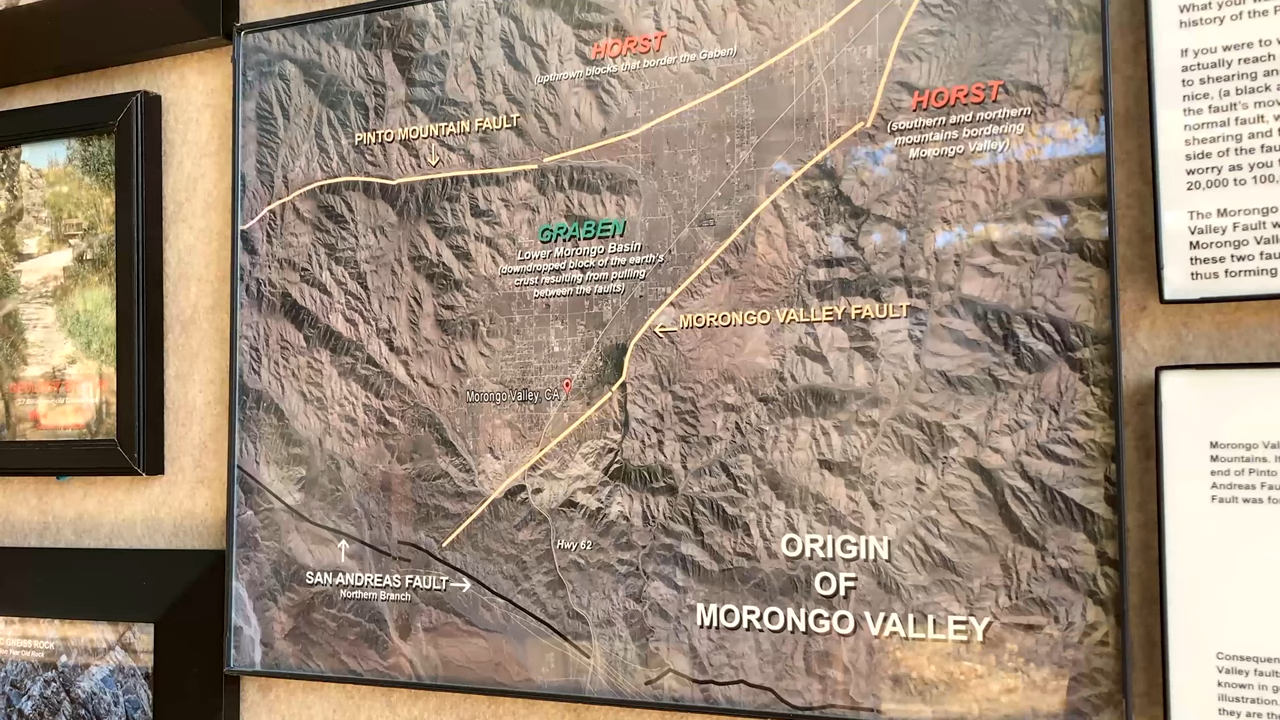 HORST
(upthrown blocks that border the Gaben)
HORST
(southern and northern
mountains bordering
Morongo Valley)
PINTO MOUNTAIN FAULT
GRABEN
Lower Morongo Basin
(downdropped block of the earth's
crust resulting from pulling
between the faults)
MORONGO VALLEY FAULT
Morongo Valley, CA
Hwy 62
SAN ANDREAS FAULT
Northern Branch
ORIGIN
OF
MORONGO VALLEY
GNEISS ROCK
Year Old Rock
What your
history of the
If you were to
actually reach
to shearing an
nice, (a black a
the fault's mov
normal fault, w
shearing and
side of the fau
worry as you
20,000 to 100,
The Morongo
Valley Fault w
Morongo Vall
these two fau
thus forming
Morongo Val
Mountains. It
end of Pinto
Andreas Fau
Fault was fo
Consequen
Valley fault
known in g
illustration
they are th